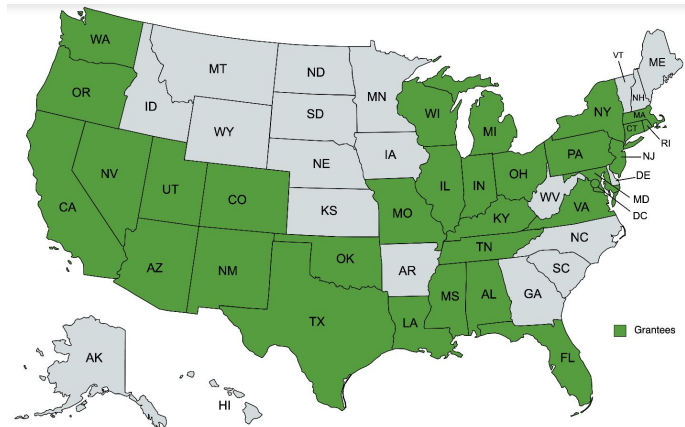 WA
MT
ND
MN
VT
ME
OR
ID
SD
WI
NH
WY
MI
NY
MA
CT
RI
NE
IA
PA
NJ
NV
UT
CO
IL
IN
OH
DE
CA
KS
MO
WV
VA
MD
KY
DC
AZ
NM
OK
AR
TN
NC
SC
TX
LA
MS
AL
GA
Grantees
AK
FL
HI